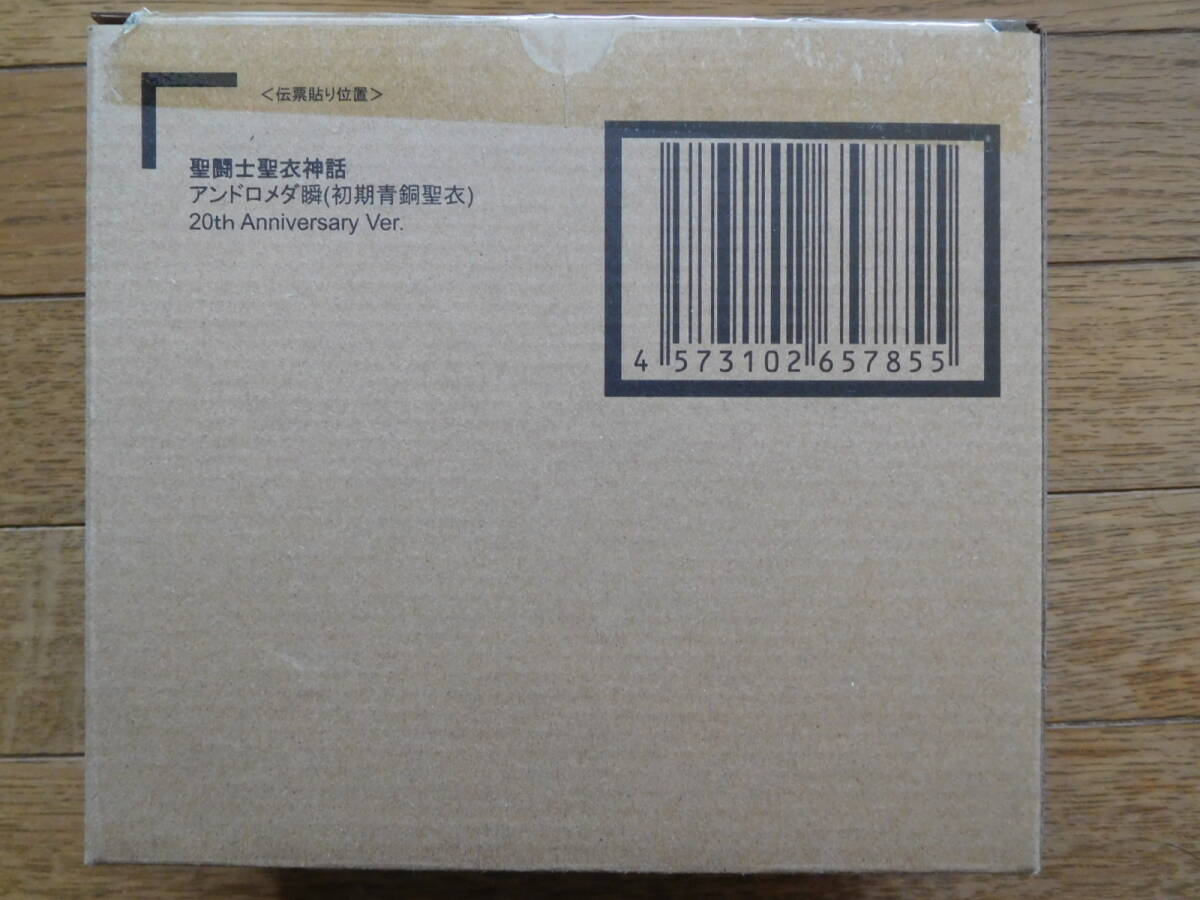 ＜伝票貼り位置＞
聖闘士聖衣神話
アンドロメダ瞬(初期青銅聖衣)
20th Anniversary Ver.
4 573102 657855